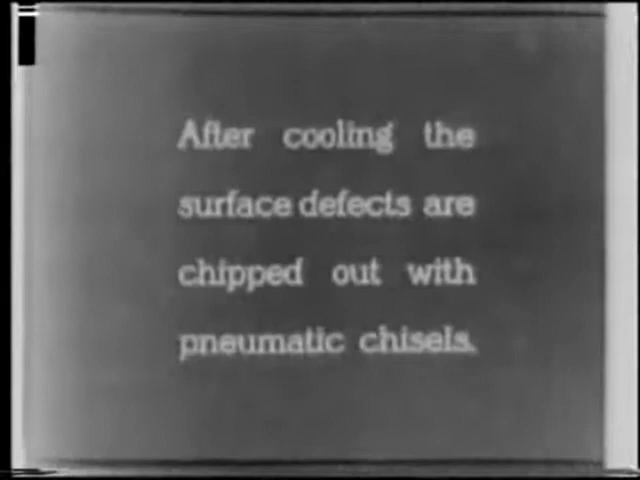 After cooling the
surface defects are
chipped out with
pneumatic chisels.